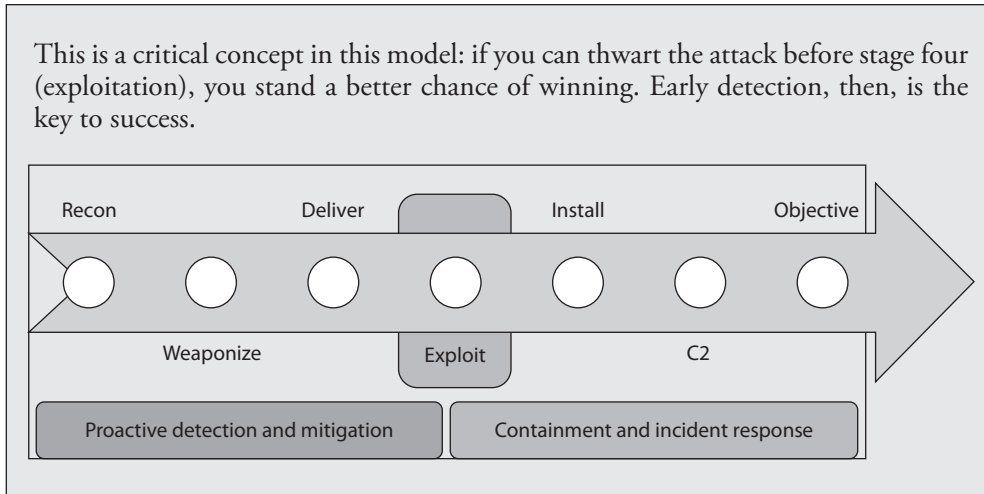 This is a critical concept in this model: if you can thwart the attack before stage four
(exploitation), you stand a better chance of winning. Early detection, then, is the
key to success.
Recon
Deliver
Install
Objective
Weaponize
Exploit
C2
Proactive detection and mitigation
Containment and incident response